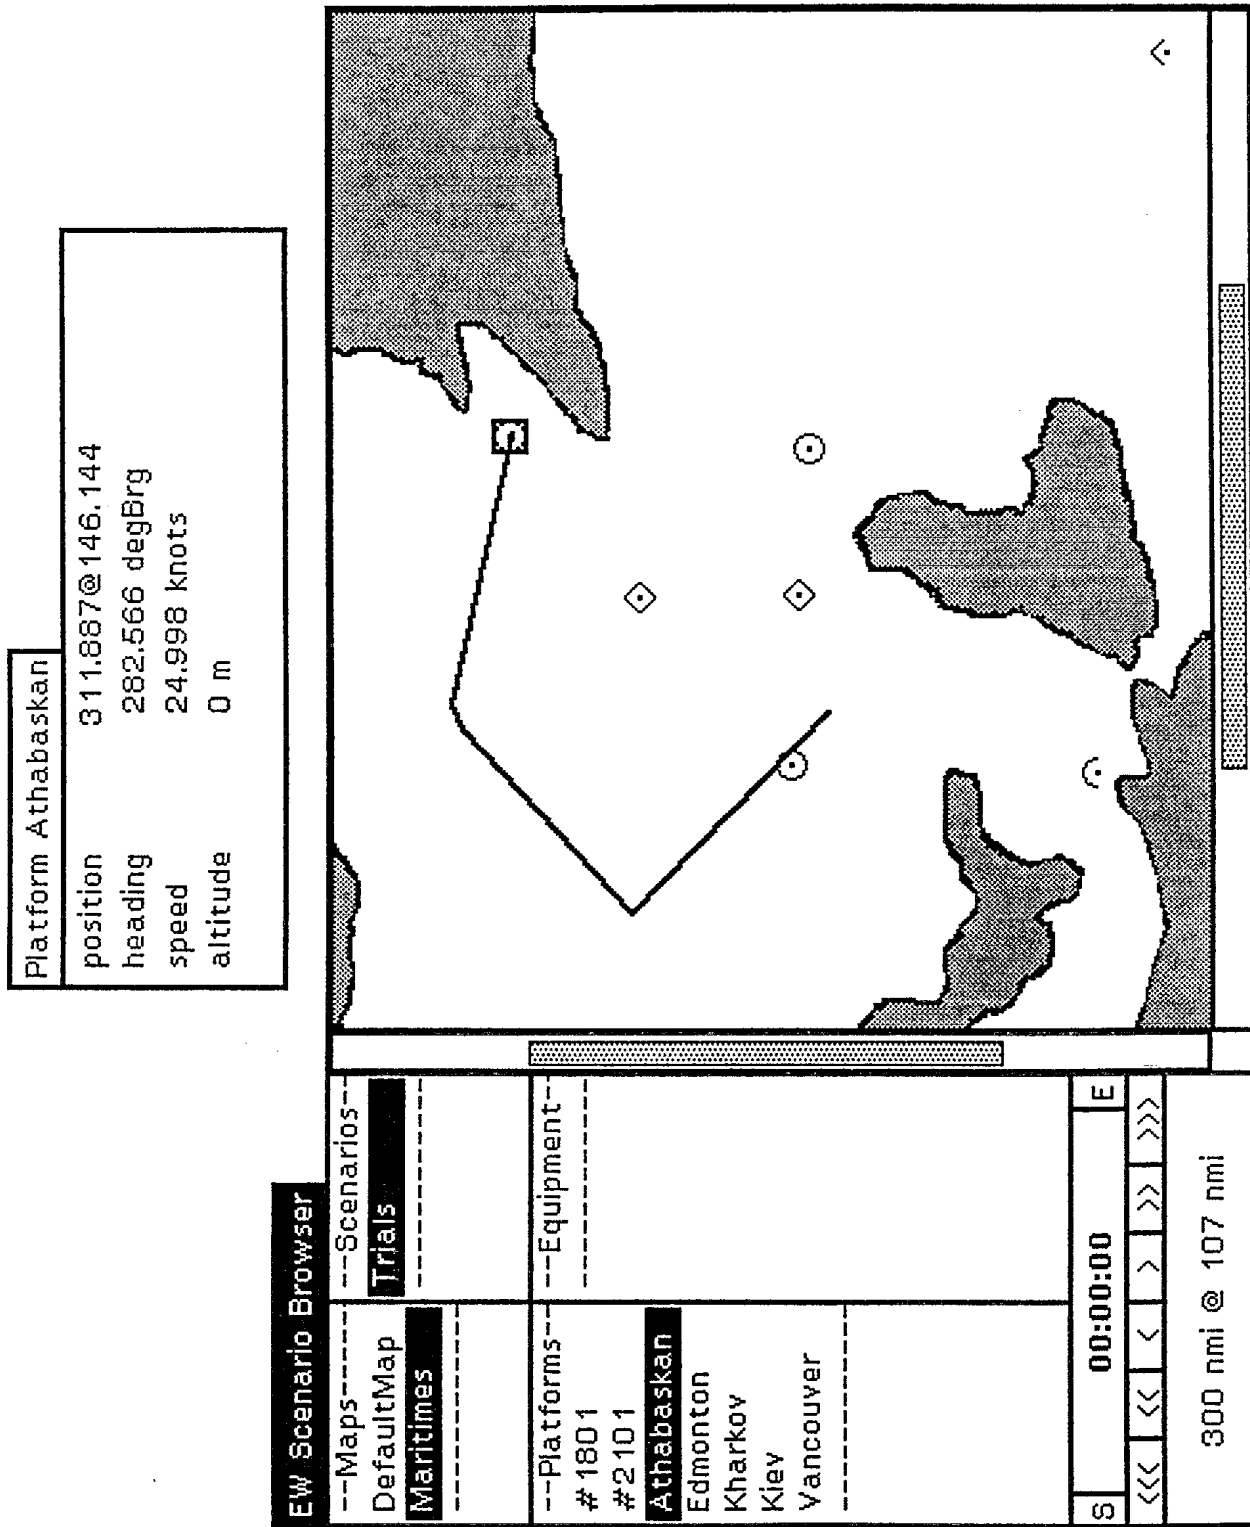 Platform Athabaskan
position 311.887@146.144
heading 282.566 degBrg
speed 24.998 knots
altitude 0 m
EW Scenario Browser
---Maps------
DefaultMap
Maritimes
--------------
---Scenarios--
Trials
--------------
---Platforms--
#1801
#2101
Athabaskan
Edmonton
Kharkov
Kiev
Vancouver
--------------
---Equipment--
--------------
S 00:00:00 E
<<< << < > >> >>>
300 nmi @ 107 nmi